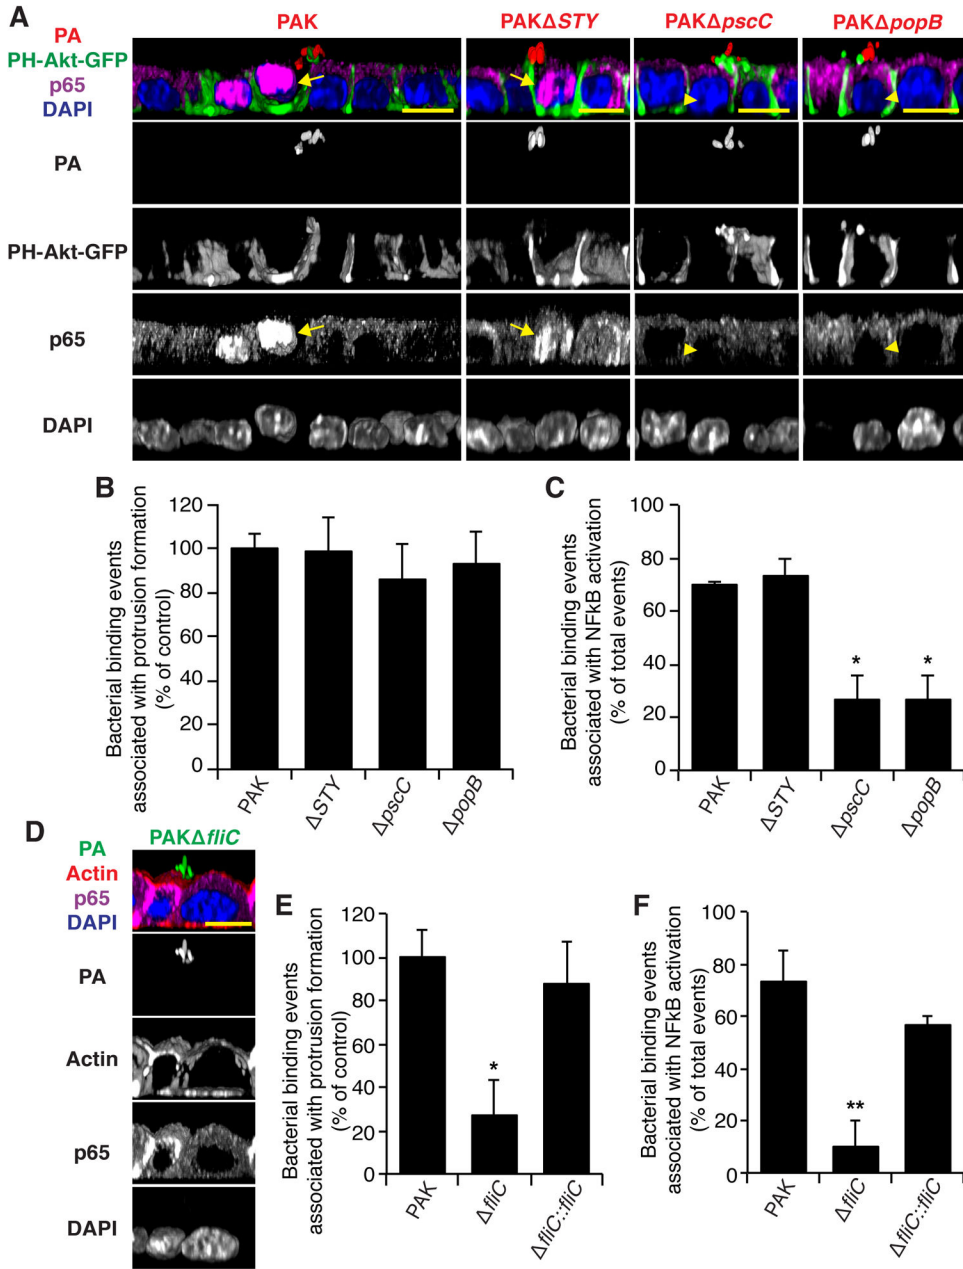 A
PAK
PAKΔSTY
PAKΔpscC
PAKΔpopB
PA
PH-Akt-GFP
p65
DAPI
PA
PH-Akt-GFP
p65
DAPI
B
Bacterial binding events
associated with protrusion formation
(% of control)
120
100
80
60
40
20
0
PAK
ΔSTY
ΔpscC
ΔpopB
C
Bacterial binding events
associated with NFkB activation
(% of total events)
100
80
60
40
20
0
*
*
PAK
ΔSTY
ΔpscC
ΔpopB
D
PAKΔfliC
PA
Actin
p65
DAPI
PA
Actin
p65
DAPI
E
Bacterial binding events
associated with protrusion formation
(% of control)
120
100
80
60
40
20
0
*
PAK
ΔfliC
ΔfliC::fliC
F
Bacterial binding events
associated with NFkB activation
(% of total events)
100
80
60
40
20
0
**
PAK
ΔfliC
ΔfliC::fliC